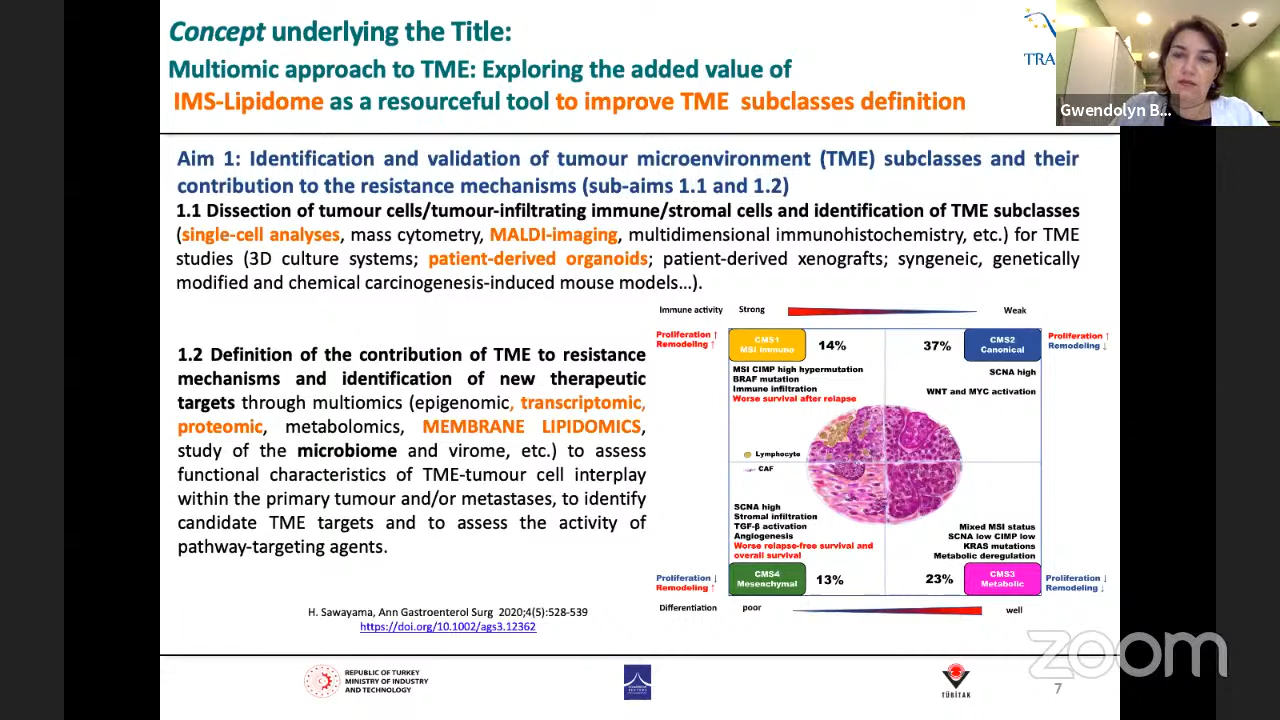 Concept underlying the Title:
Multiomic approach to TME: Exploring the added value of
IMS-Lipidome as a resourceful tool to improve TME subclasses definition
TRA
Gwendolyn B...
Aim 1: Identification and validation of tumour microenvironment (TME) subclasses and their
contribution to the resistance mechanisms (sub-aims 1.1 and 1.2)
1.1 Dissection of tumour cells/tumour-infiltrating immune/stromal cells and identification of TME subclasses
(single-cell analyses, mass cytometry, MALDI-imaging, multidimensional immunohistochemistry, etc.) for TME
studies (3D culture systems; patient-derived organoids; patient-derived xenografts; syngeneic, genetically
modified and chemical carcinogenesis-induced mouse models...).
1.2 Definition of the contribution of TME to resistance
mechanisms and identification of new therapeutic
targets through multiomics (epigenomic, transcriptomic,
proteomic, metabolomics, MEMBRANE LIPIDOMICS,
study of the microbiome and virome, etc.) to assess
functional characteristics of TME-tumour cell interplay
within the primary tumour and/or metastases, to identify
candidate TME targets and to assess the activity of
pathway-targeting agents.
H. Sawayama, Ann Gastroenterol Surg 2020;4(5):528-539
https://doi.org/10.1002/ags3.12362
Immune activity Strong Weak
Proliferation ↑
Remodeling ↑
CMS1
MSI Immune
14%
37%
CMS2
Canonical
Proliferation ↑
Remodeling ↓
MSI CIMP high hypermutation
BRAF mutation
Immune infiltration
Worse survival after relapse
SCNA high
WNT and MYC activation
Lymphocyte
CAF
SCNA high
Stromal infiltration
TGF-β activation
Angiogenesis
Worse relapse-free survival and
overall survival
Mixed MSI status
SCNA low CIMP low
KRAS mutations
Metabolic deregulation
Proliferation ↓
Remodeling ↑
CMS4
Mesenchymal
13%
23%
CMS3
Metabolic
Proliferation ↓
Remodeling ↓
Differentiation poor well
REPUBLIC OF TURKEY
MINISTRY OF INDUSTRY
AND TECHNOLOGY
TÜBİTAK
7
zoom